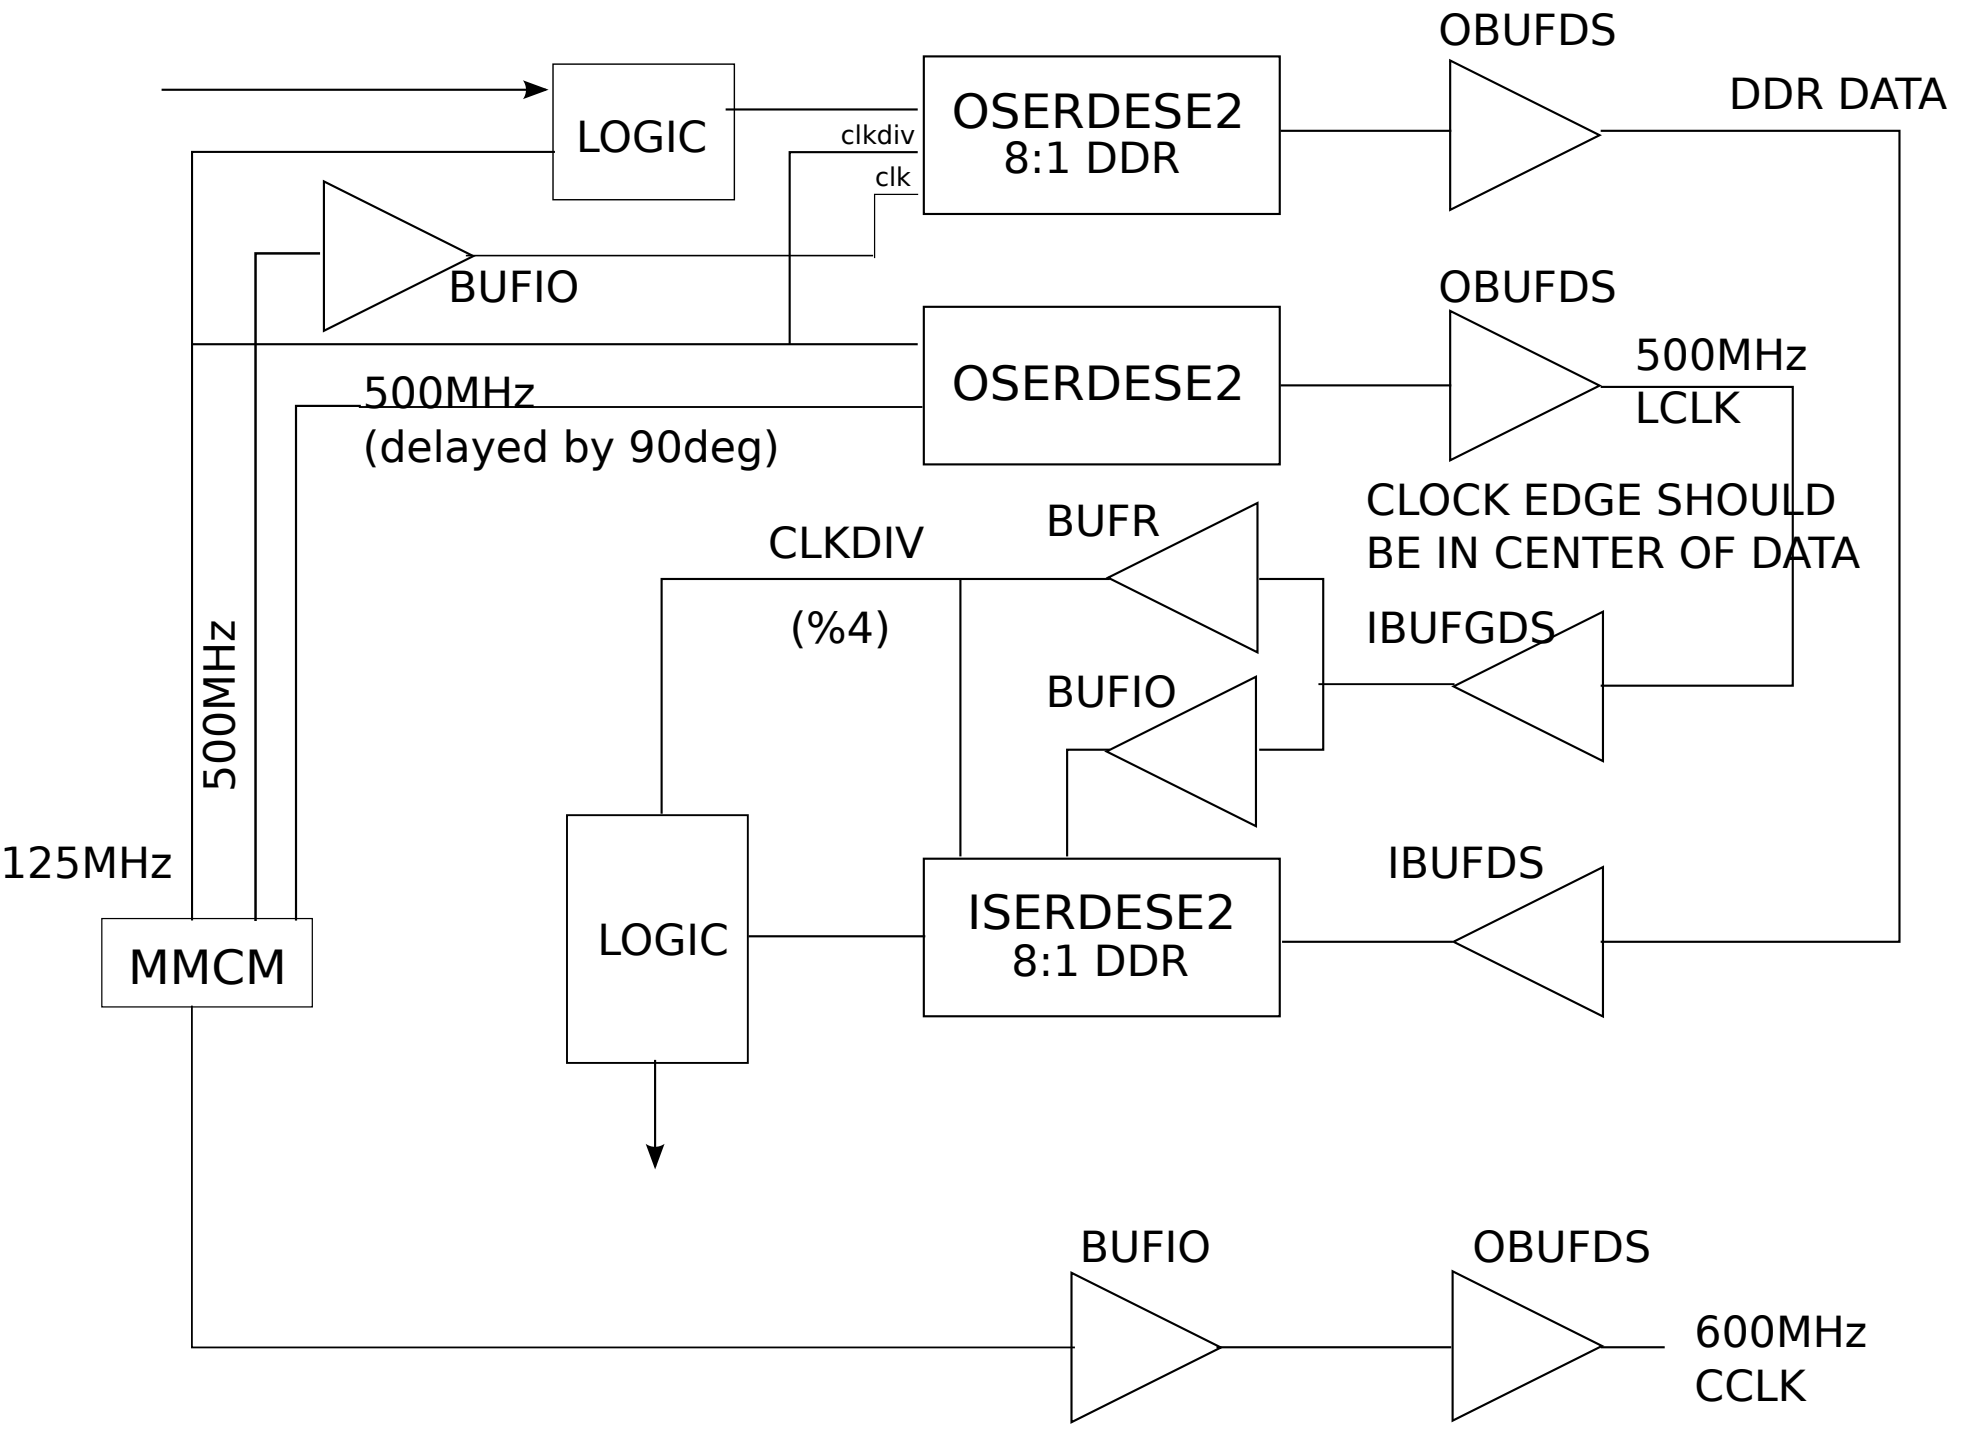 OBUFDS
DDR DATA
LOGIC
OSERDESE2
8:1 DDR
clkdiv
clk
BUFIO
OBUFDS
500MHz
LCLK
OSERDESE2
500MHz
(delayed by 90deg)
CLOCK EDGE SHOULD
BE IN CENTER OF DATA
BUFR
CLKDIV
(%4)
IBUFGDS
BUFIO
500MHz
125MHz
MMCM
LOGIC
ISERDESE2
8:1 DDR
IBUFDS
BUFIO
OBUFDS
600MHz
CCLK